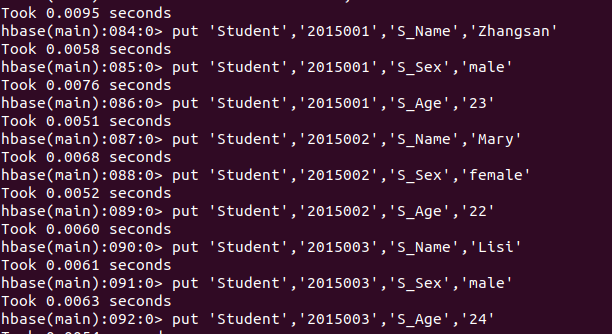 Took 0.0095 seconds
hbase(main):084:0> put 'Student','2015001','S_Name','Zhangsan'
Took 0.0058 seconds
hbase(main):085:0> put 'Student','2015001','S_Sex','male'
Took 0.0076 seconds
hbase(main):086:0> put 'Student','2015001','S_Age','23'
Took 0.0051 seconds
hbase(main):087:0> put 'Student','2015002','S_Name','Mary'
Took 0.0068 seconds
hbase(main):088:0> put 'Student','2015002','S_Sex','female'
Took 0.0052 seconds
hbase(main):089:0> put 'Student','2015002','S_Age','22'
Took 0.0060 seconds
hbase(main):090:0> put 'Student','2015003','S_Name','Lisi'
Took 0.0061 seconds
hbase(main):091:0> put 'Student','2015003','S_Sex','male'
Took 0.0063 seconds
hbase(main):092:0> put 'Student','2015003','S_Age','24'